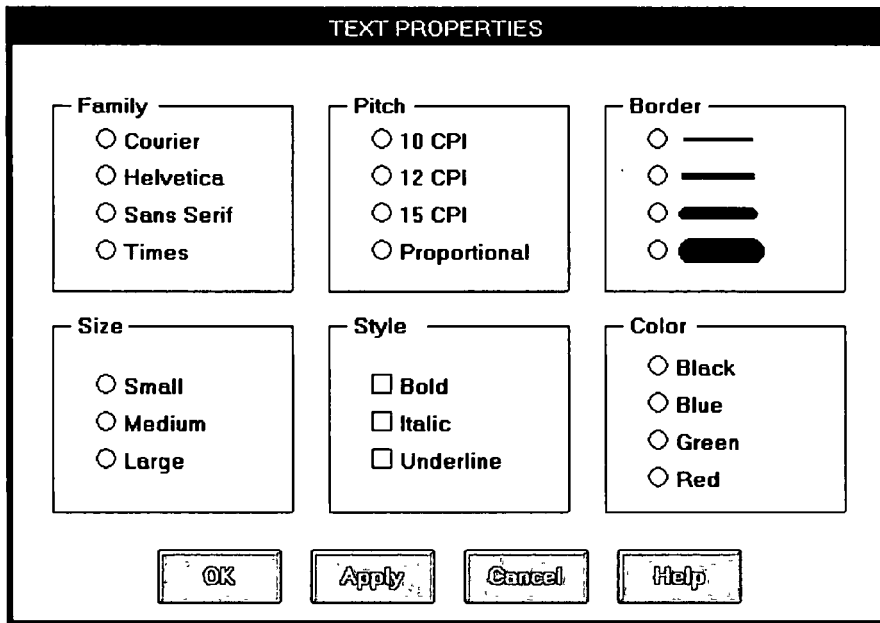 TEXT PROPERTIES
Family
Courier
Helvetica
Sans Serif
Times
Pitch
10 CPI
12 CPI
15 CPI
Proportional
Border
Size
Small
Medium
Large
Style
Bold
Italic
Underline
Color
Black
Blue
Green
Red
OK
Apply
Cancel
Help